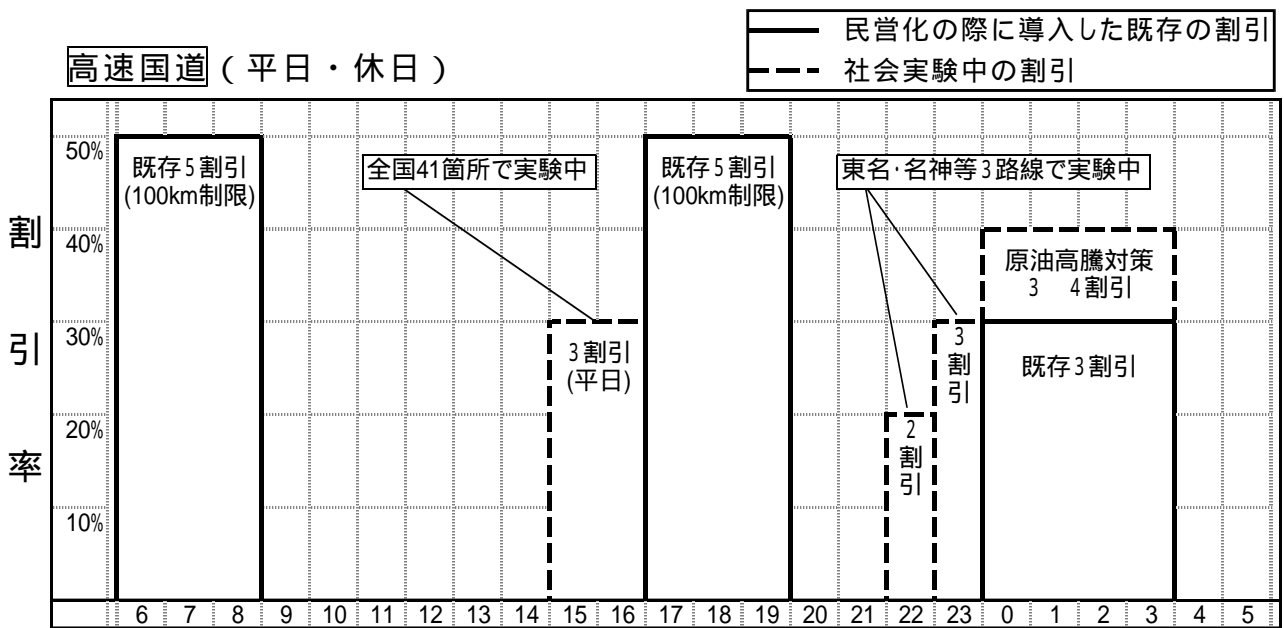 民営化の際に導入した既存の割引
社会実験中の割引
高速国道(平日・休日)
割引率
50%
40%
30%
20%
10%
既存5割引
(100km制限)
全国41箇所で実験中
3割引
(平日)
既存5割引
(100km制限)
東名・名神等3路線で実験中
2割引
3割引
原油高騰対策
3 4割引
既存3割引
6 7 8 9 10 11 12 13 14 15 16 17 18 19 20 21 22 23 0 1 2 3 4 5